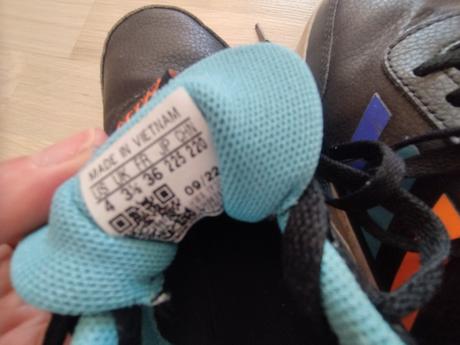 MADE IN VIETNAM
US UK FR JP CHN
4 3½ 36 225 220
09/22